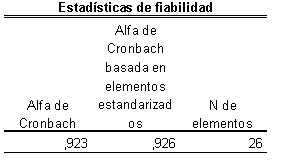 Estadísticas de fiabilidad
Alfa de
Cronbach
Alfa de
Cronbach
basada en
elementos
estandarizad
os
N de
elementos
,923 ,926 26